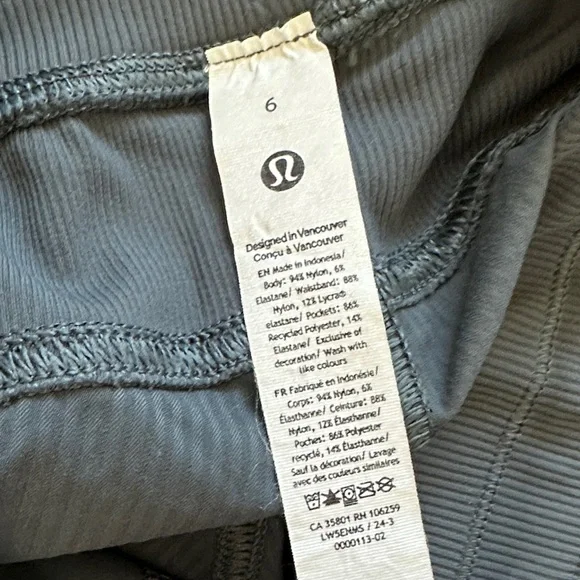 6
Designed in Vancouver
Conçu à Vancouver
EN Made in Indonesia/
Body: 94% Nylon, 6%
Elastane/ Waistband: 88%
Nylon, 12% Lycra®
elastane/ Pockets: 86%
Recycled Polyester, 14%
Elastane/ Exclusive of
decoration/ Wash with
like colours
FR Fabriqué en Indonésie/
Corps: 94% Nylon, 6%
Élasthanne/ Ceinture: 88%
Nylon, 12% Élasthanne/
Poches: 86% Polyester
recyclé, 14% Élasthanne/
Sauf la décoration/ Lavage
avec des couleurs similaires
CA 35801 RN 106259
/ 24-3
0000113-02